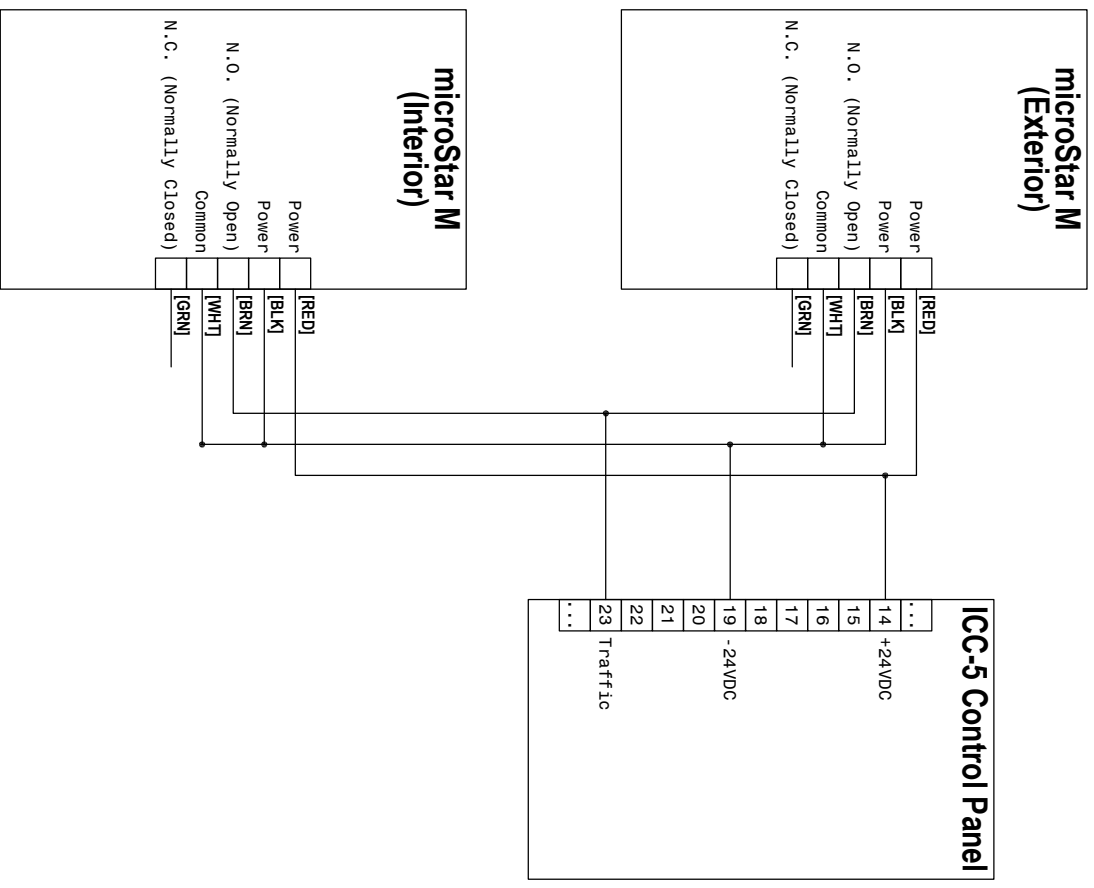 microStar M
(Exterior)
Power [RED]
Power [BLK]
N.O. (Normally Open) [BRN]
Common [WHT]
N.C. (Normally Closed) [GRN]
ICC-5 Control Panel
...
14 +24VDC
15
16
17
18
19 -24VDC
20
21
22
23 Traffic
...
microStar M
(Interior)
Power [RED]
Power [BLK]
N.O. (Normally Open) [BRN]
Common [WHT]
N.C. (Normally Closed) [GRN]